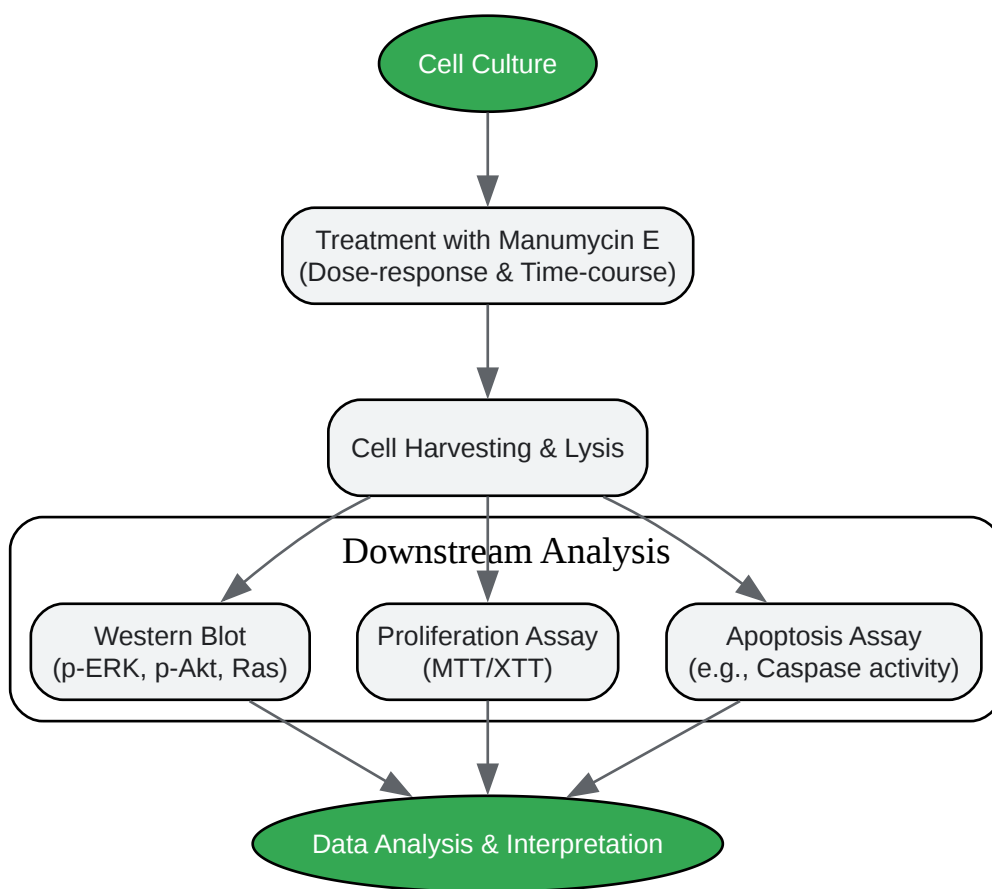 Cell Culture
Treatment with Manumycin E
(Dose-response & Time-course)
Cell Harvesting & Lysis
Downstream Analysis
Western Blot
(p-ERK, p-Akt, Ras)
Proliferation Assay
(MTT/XTT)
Apoptosis Assay
(e.g., Caspase activity)
Data Analysis & Interpretation